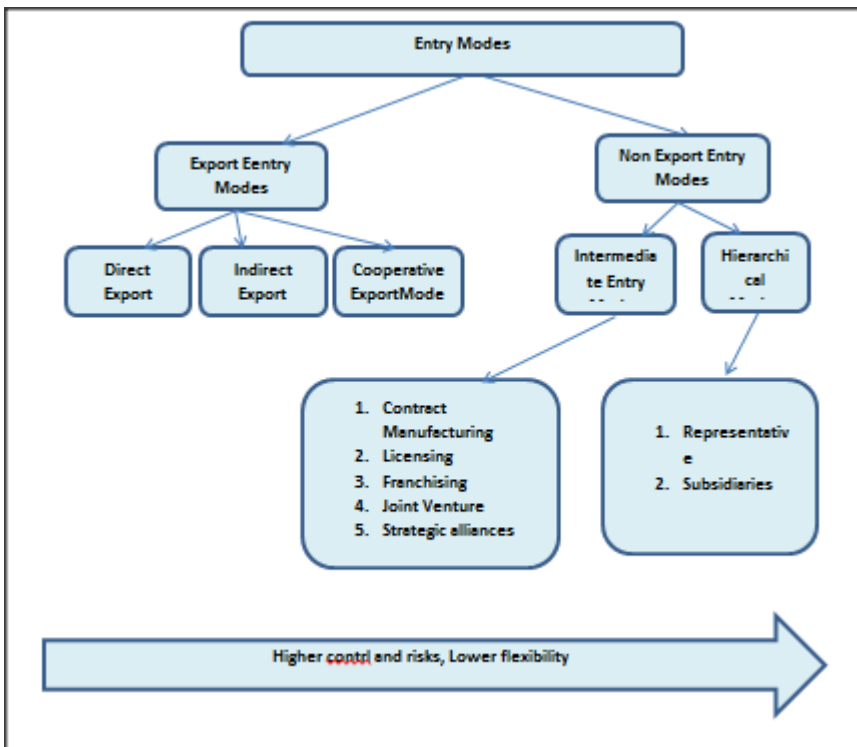 Entry Modes
Export Eentry
Modes
Non Export Entry
Modes
Direct
Export
Indirect
Export
Cooperative
ExportMode
Intermedia
te Entry
Hierarchi
cal
1. Contract
Manufacturing
2. Licensing
3. Franchising
4. Joint Venture
5. Strategic alliances
1. Representativ
e
2. Subsidiaries
Higher contrl and risks, Lower flexibility